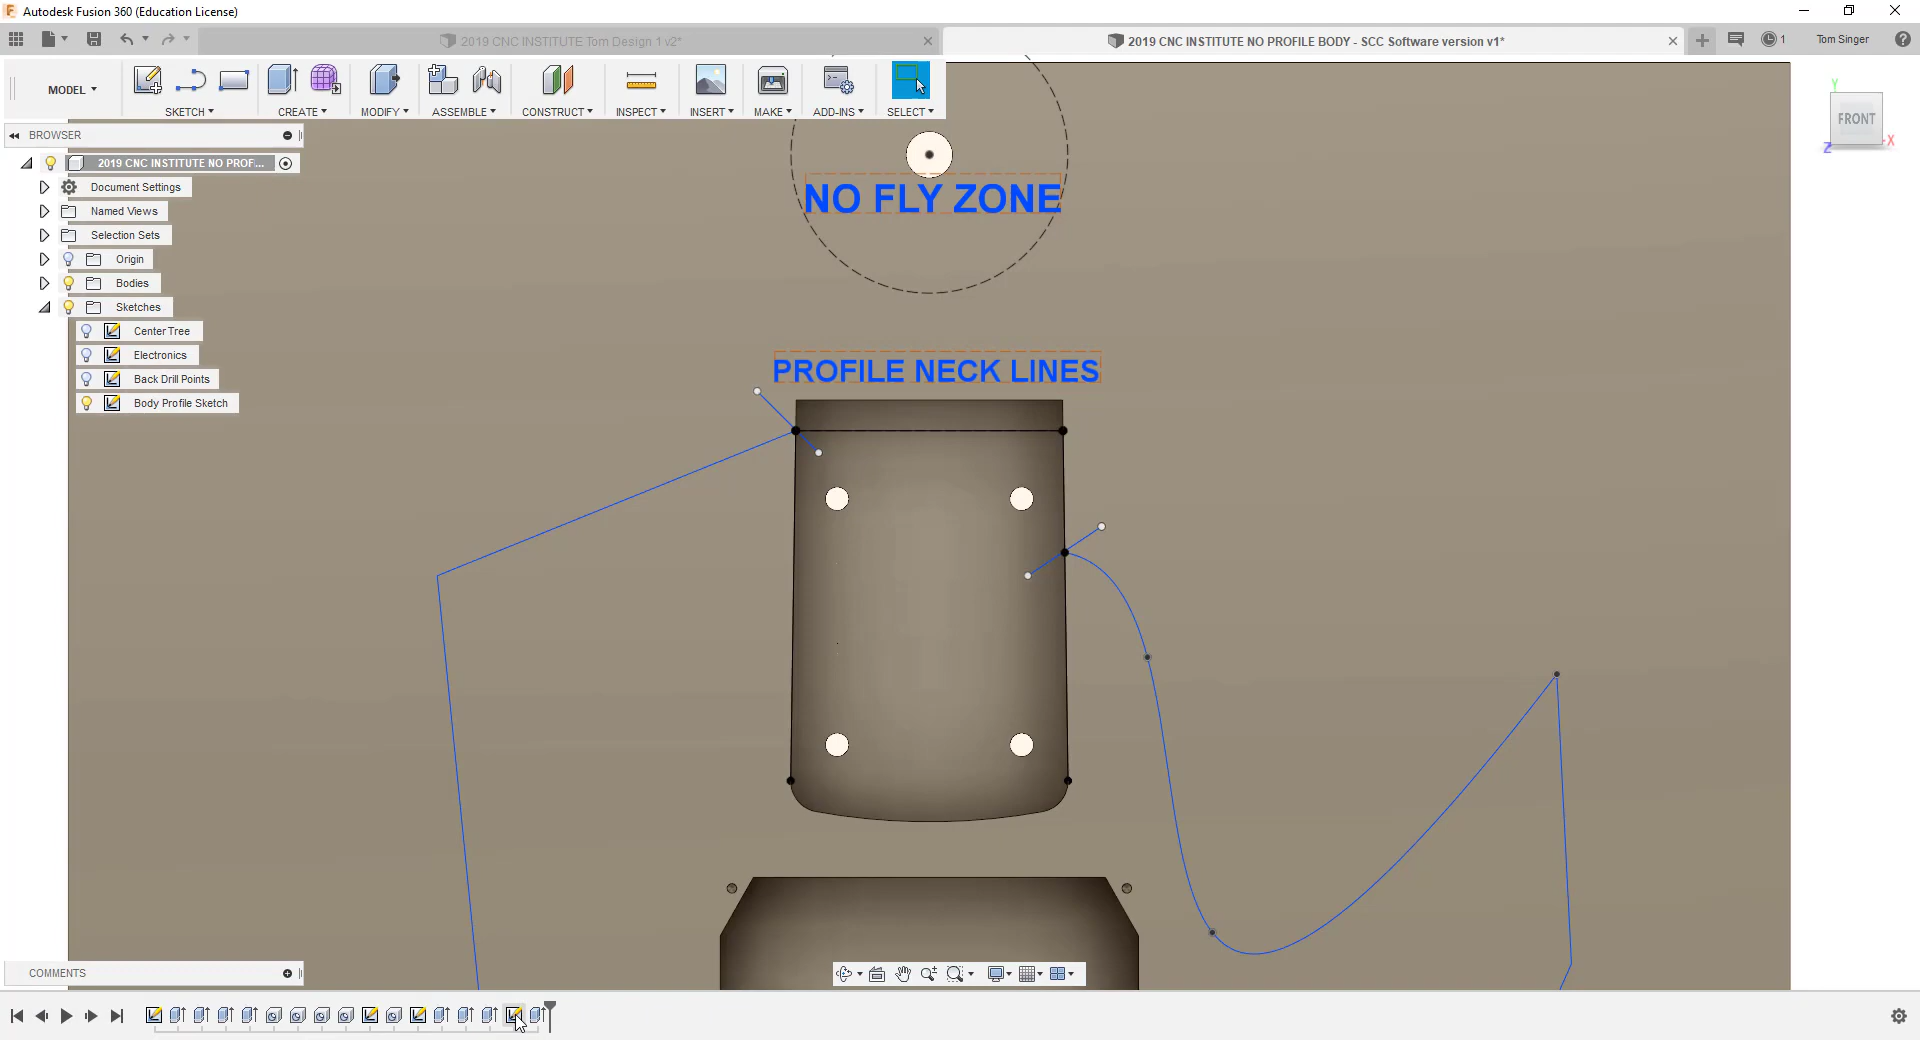 Autodesk Fusion 360 (Education License)
2019 CNC INSTITUTE Tom Design 1 v2*
2019 CNC INSTITUTE NO PROFILE BODY - SCC Software version v1*
1
Tom Singer
MODEL
SKETCH
CREATE
MODIFY
ASSEMBLE
CONSTRUCT
INSPECT
INSERT
MAKE
ADD-INS
SELECT
BROWSER
2019 CNC INSTITUTE NO PROF...
Document Settings
Named Views
Selection Sets
Origin
Bodies
Sketches
Center Tree
Electronics
Back Drill Points
Body Profile Sketch
Y
FRONT
X
Z
NO FLY ZONE
PROFILE NECK LINES
COMMENTS